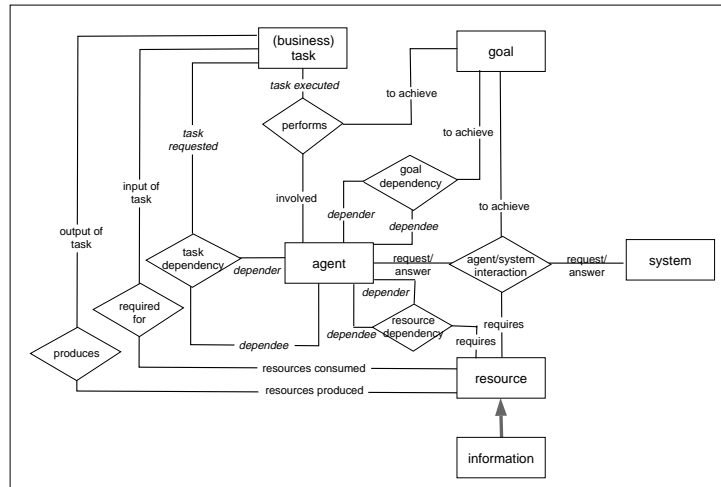 (business)
task
goal
task executed
to achieve
performs
to achieve
task
requested
goal
dependency
input of
task
involved
depender
dependee
to achieve
output of
task
task
dependency
depender
agent
request/
answer
agent/system
interaction
request/
answer
system
depender
required
for
dependee
resource
dependency
requires
produces
dependee
requires
resources consumed
resource
resources produced
information